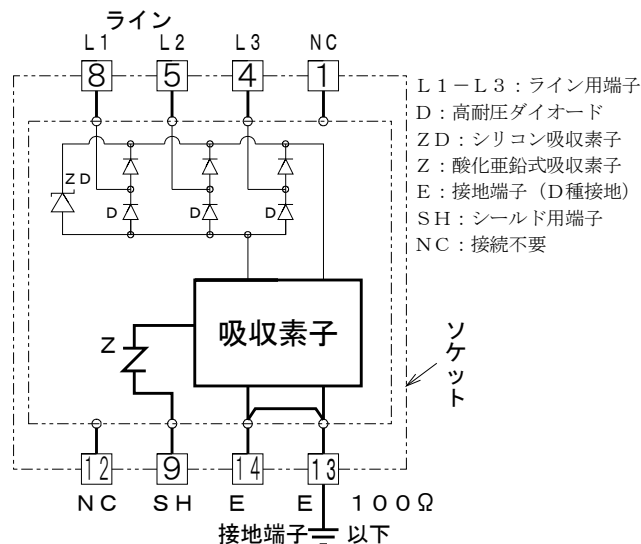 ライン
L1 L2 L3 NC
8 5 4 1
L1-L3:ライン用端子
D:高耐圧ダイオード
ZD:シリコン吸収素子
Z:酸化亜鉛式吸収素子
E:接地端子(D種接地)
SH:シールド用端子
NC:接続不要
ZD
D D D
吸収素子
Z
ソケット
12 9 14 13
NC SH E E 100Ω
接地端子 以下